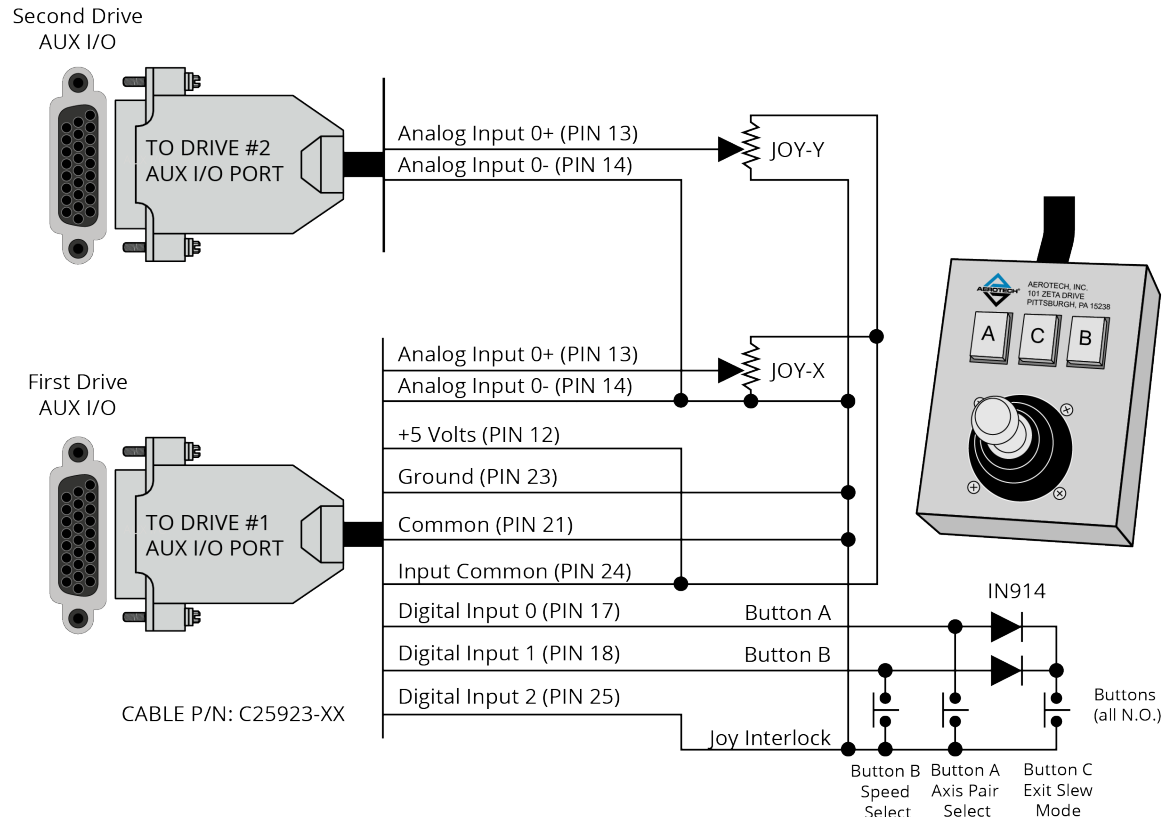 Second Drive
AUX I/O
TO DRIVE #2
AUX I/O PORT
Analog Input 0+ (PIN 13)
Analog Input 0- (PIN 14)
JOY-Y
AEROTECH
AEROTECH, INC.
101 ZETA DRIVE
PITTSBURGH, PA 15238
A
C
B
First Drive
AUX I/O
TO DRIVE #1
AUX I/O PORT
Analog Input 0+ (PIN 13)
Analog Input 0- (PIN 14)
JOY-X
+5 Volts (PIN 12)
Ground (PIN 23)
Common (PIN 21)
Input Common (PIN 24)
Digital Input 0 (PIN 17)
Button A
Digital Input 1 (PIN 18)
Button B
Digital Input 2 (PIN 25)
Joy Interlock
IN914
Buttons
(all N.O.)
CABLE P/N: C25923-XX
Button B
Speed
Select
Button A
Axis Pair
Select
Button C
Exit Slew
Mode